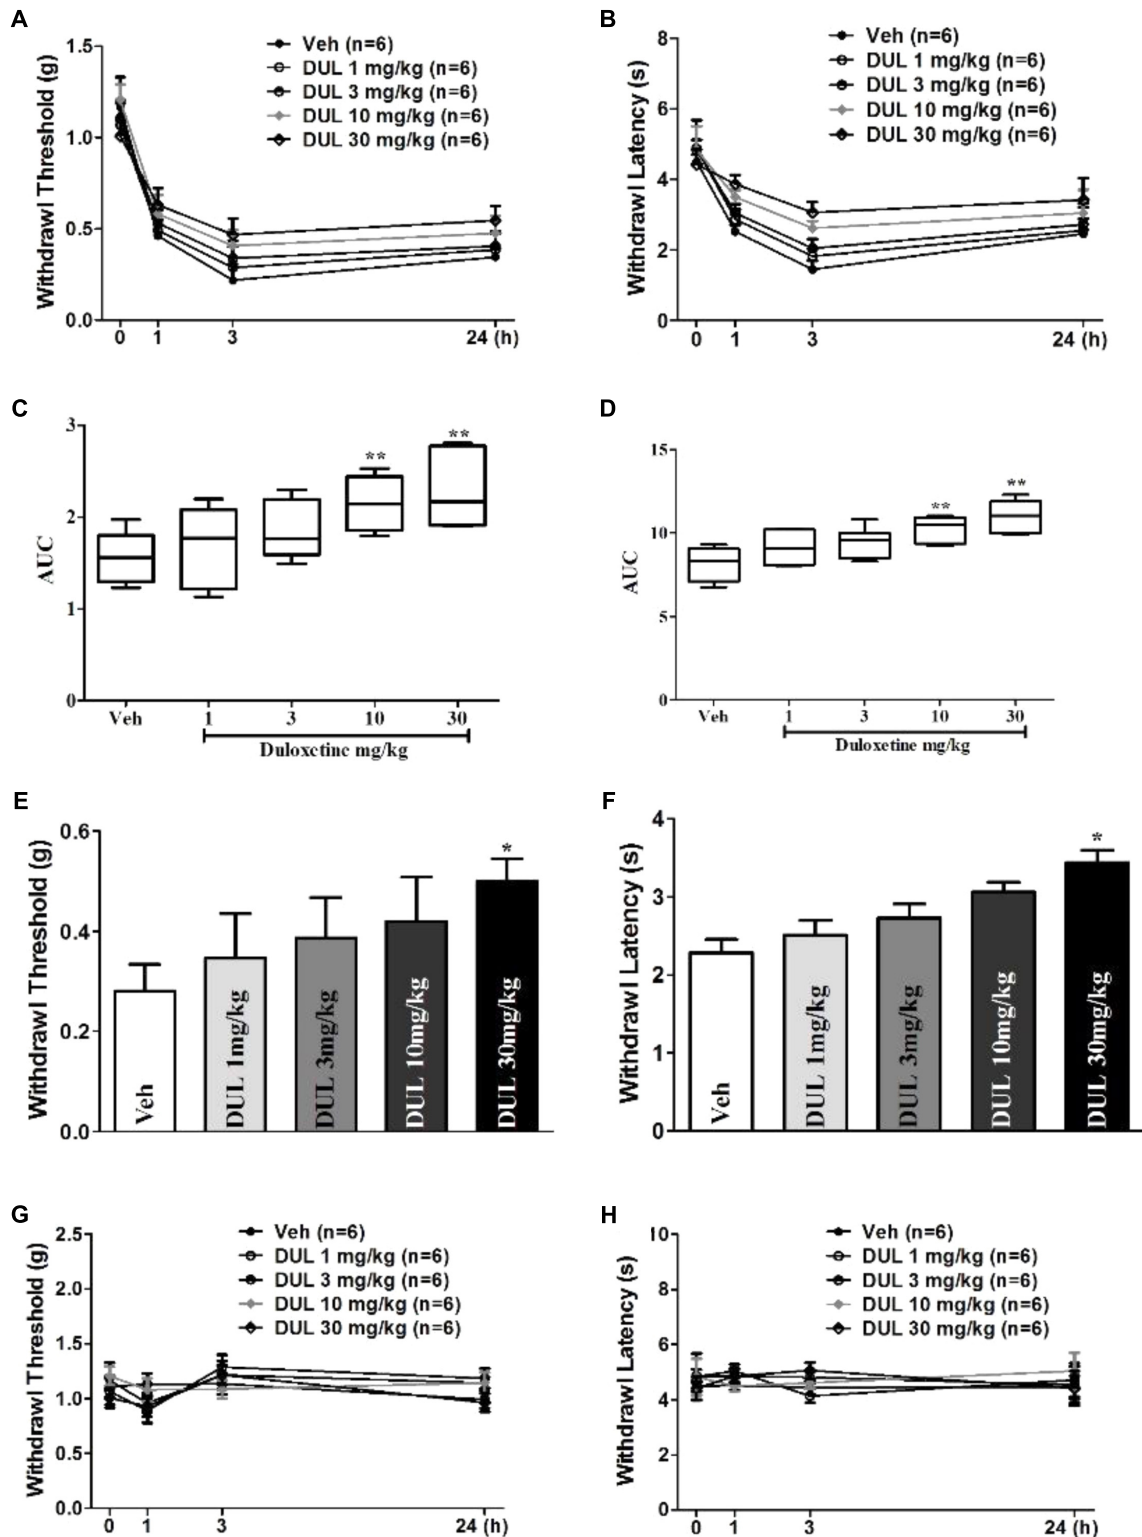 A
Withdrawl Threshold (g)
1.5
1.0
0.5
0.0
0 1 3 24 (h)
Veh (n=6)
DUL 1 mg/kg (n=6)
DUL 3 mg/kg (n=6)
DUL 10 mg/kg (n=6)
DUL 30 mg/kg (n=6)
B
Withdrawl Latency (s)
8
6
4
2
0
0 1 3 24 (h)
Veh (n=6)
DUL 1 mg/kg (n=6)
DUL 3 mg/kg (n=6)
DUL 10 mg/kg (n=6)
DUL 30 mg/kg (n=6)
C
AUC
3
2
1
0
** **
Veh 1 3 10 30
Duloxetine mg/kg
D
AUC
15
10
5
0
** **
Veh 1 3 10 30
Duloxetine mg/kg
E
Withdrawl Threshold (g)
0.6
0.4
0.2
0.0
*
Veh
DUL 1mg/kg
DUL 3mg/kg
DUL 10mg/kg
DUL 30mg/kg
F
Withdrawl Latency (s)
4
3
2
1
0
*
Veh
DUL 1mg/kg
DUL 3mg/kg
DUL 10mg/kg
DUL 30mg/kg
G
Withdrawl Threshold (g)
2.5
2.0
1.5
1.0
0.5
0.0
0 1 3 24 (h)
Veh (n=6)
DUL 1 mg/kg (n=6)
DUL 3 mg/kg (n=6)
DUL 10 mg/kg (n=6)
DUL 30 mg/kg (n=6)
H
Withdrawl Latency (s)
10
8
6
4
2
0
0 1 3 24 (h)
Veh (n=6)
DUL 1 mg/kg (n=6)
DUL 3 mg/kg (n=6)
DUL 10 mg/kg (n=6)
DUL 30 mg/kg (n=6)